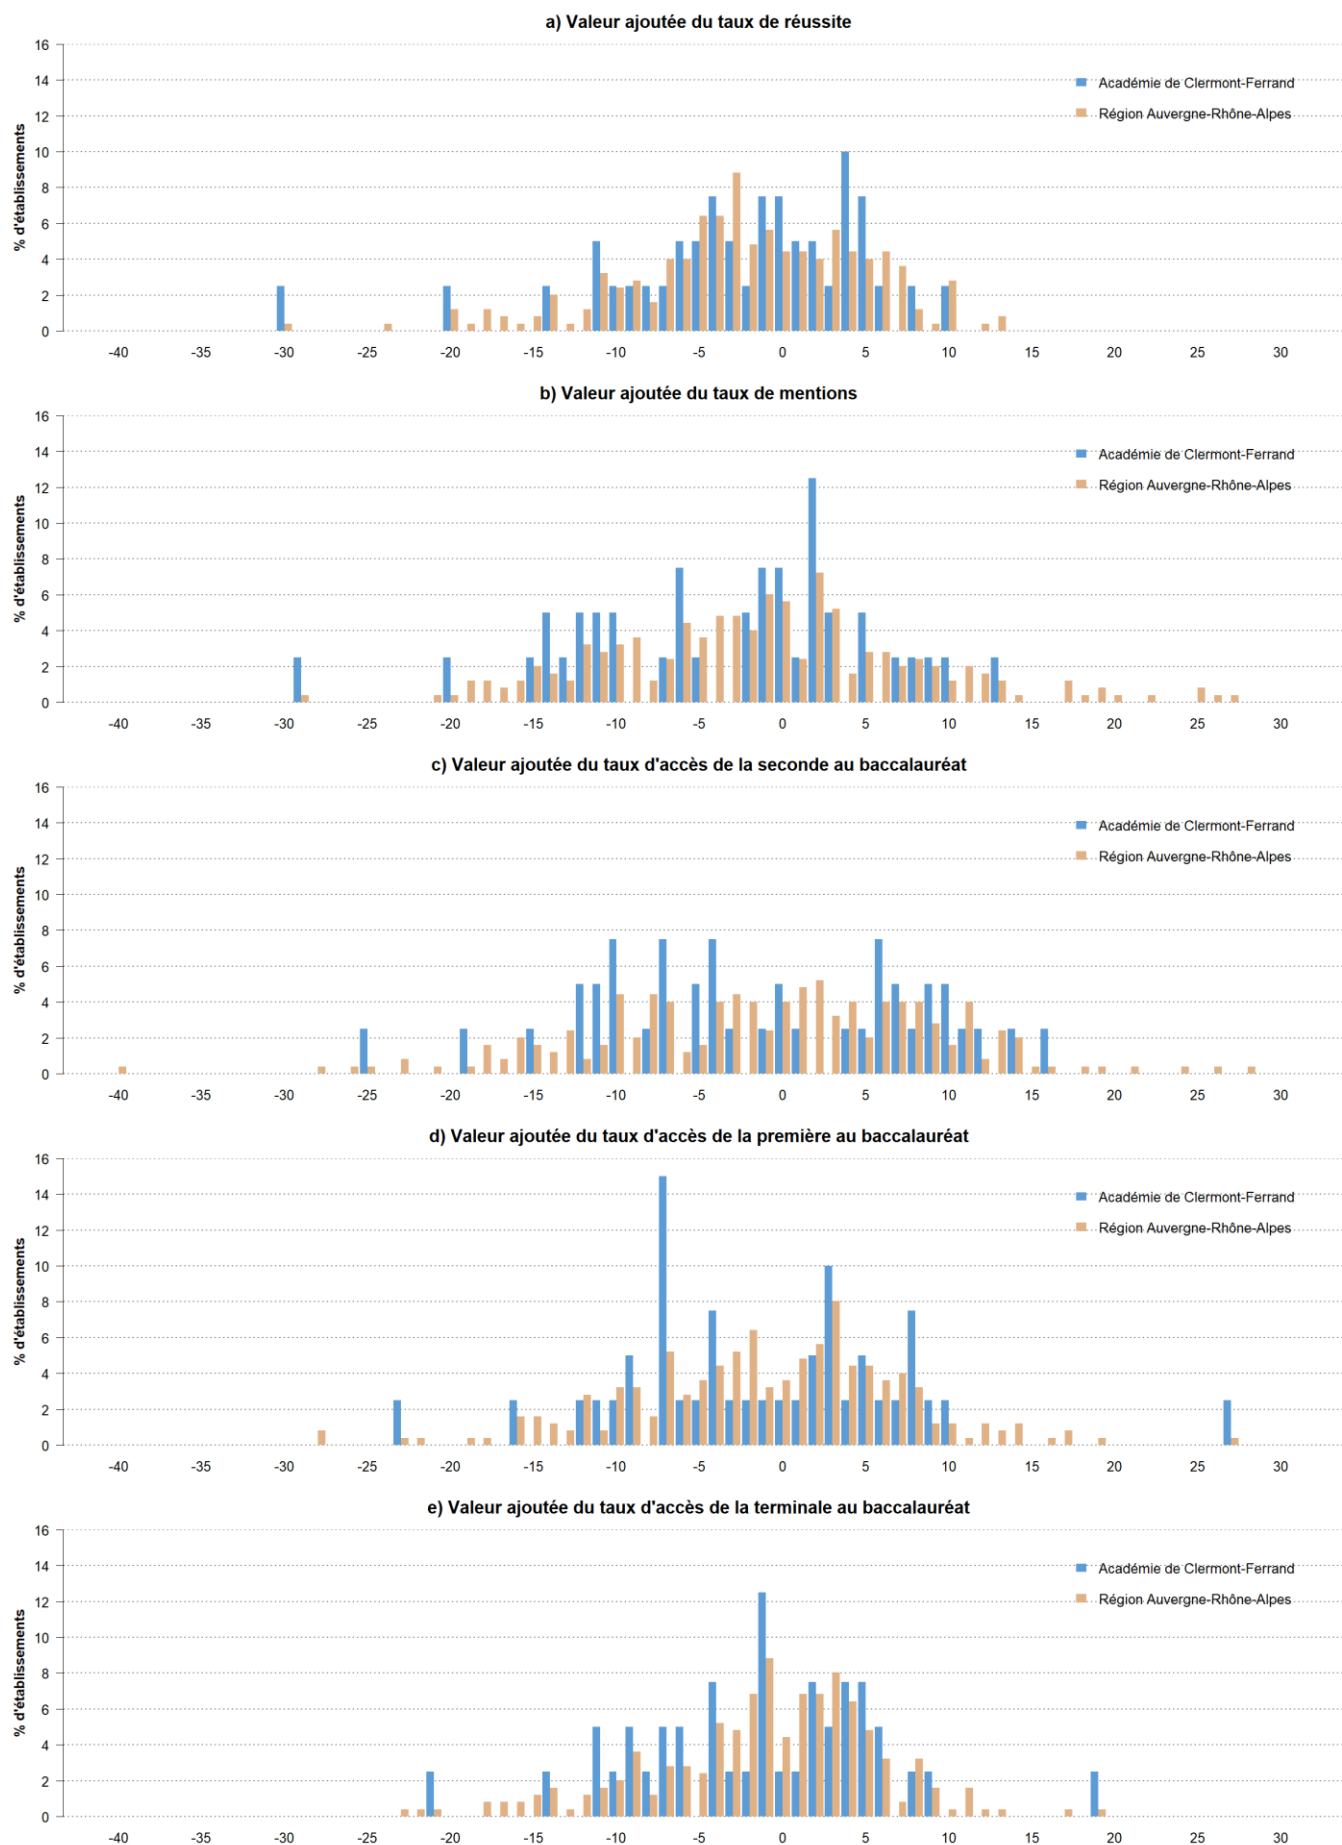 a) Valeur ajoutée du taux de réussite
16
14
Académie de Clermont-Ferrand
12
Région Auvergne-Rhône-Alpes
10
8
6
4
2
0
% d'établissements
-40 -35 -30 -25 -20 -15 -10 -5 0 5 10 15 20 25 30
b) Valeur ajoutée du taux de mentions
16
14
Académie de Clermont-Ferrand
12
Région Auvergne-Rhône-Alpes
10
8
6
4
2
0
% d'établissements
-40 -35 -30 -25 -20 -15 -10 -5 0 5 10 15 20 25 30
c) Valeur ajoutée du taux d'accès de la seconde au baccalauréat
16
14
Académie de Clermont-Ferrand
12
Région Auvergne-Rhône-Alpes
10
8
6
4
2
0
% d'établissements
-40 -35 -30 -25 -20 -15 -10 -5 0 5 10 15 20 25 30
d) Valeur ajoutée du taux d'accès de la première au baccalauréat
16
14
Académie de Clermont-Ferrand
12
Région Auvergne-Rhône-Alpes
10
8
6
4
2
0
% d'établissements
-40 -35 -30 -25 -20 -15 -10 -5 0 5 10 15 20 25 30
e) Valeur ajoutée du taux d'accès de la terminale au baccalauréat
16
14
Académie de Clermont-Ferrand
12
Région Auvergne-Rhône-Alpes
10
8
6
4
2
0
% d'établissements
-40 -35 -30 -25 -20 -15 -10 -5 0 5 10 15 20 25 30